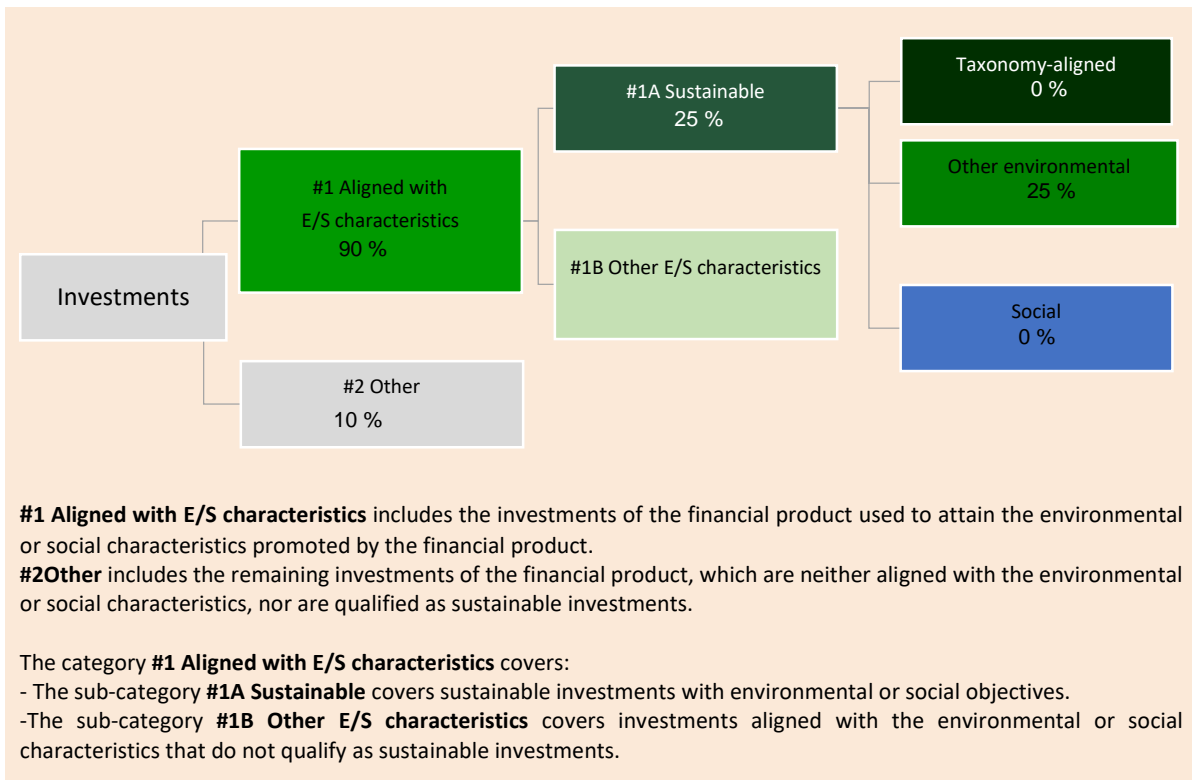 Investments
#1 Aligned with
E/S characteristics
90 %
#2 Other
10 %
#1A Sustainable
25 %
#1B Other E/S characteristics
Taxonomy-aligned
0 %
Other environmental
25 %
Social
0 %
#1 Aligned with E/S characteristics includes the investments of the financial product used to attain the environmental
or social characteristics promoted by the financial product.
#2Other includes the remaining investments of the financial product, which are neither aligned with the environmental
or social characteristics, nor are qualified as sustainable investments.
The category #1 Aligned with E/S characteristics covers:
- The sub-category #1A Sustainable covers sustainable investments with environmental or social objectives.
-The sub-category #1B Other E/S characteristics covers investments aligned with the environmental or social
characteristics that do not qualify as sustainable investments.